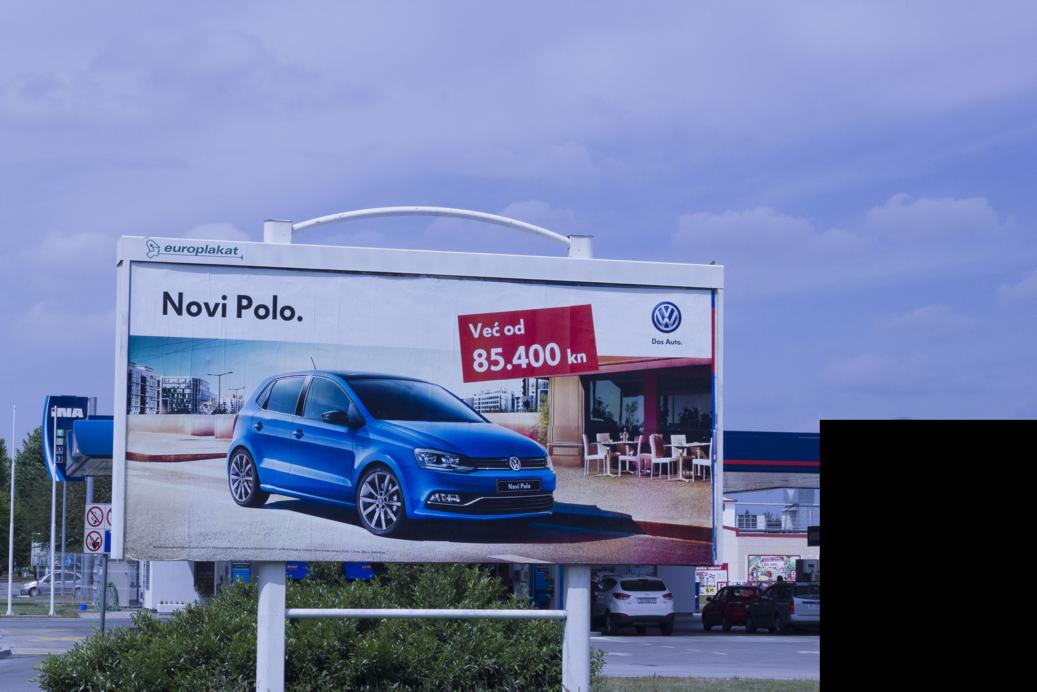 europlakat
Novi Polo.
Već od
85.400 kn
Das Auto.
INA
Novi Polo